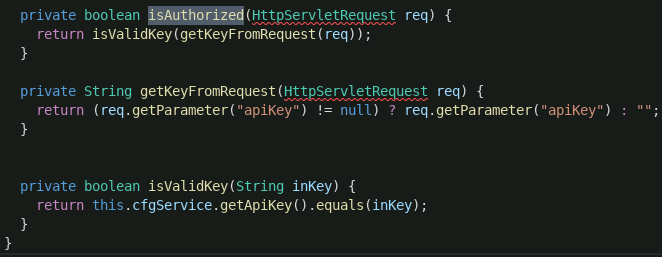 private boolean isAuthorized(HttpServletRequest req) {
return isValidKey(getKeyFromRequest(req));
}
private String getKeyFromRequest(HttpServletRequest req) {
return (req.getParameter("apiKey") != null) ? req.getParameter("apiKey") : "";
}
private boolean isValidKey(String inKey) {
return this.cfgService.getApiKey().equals(inKey);
}
}